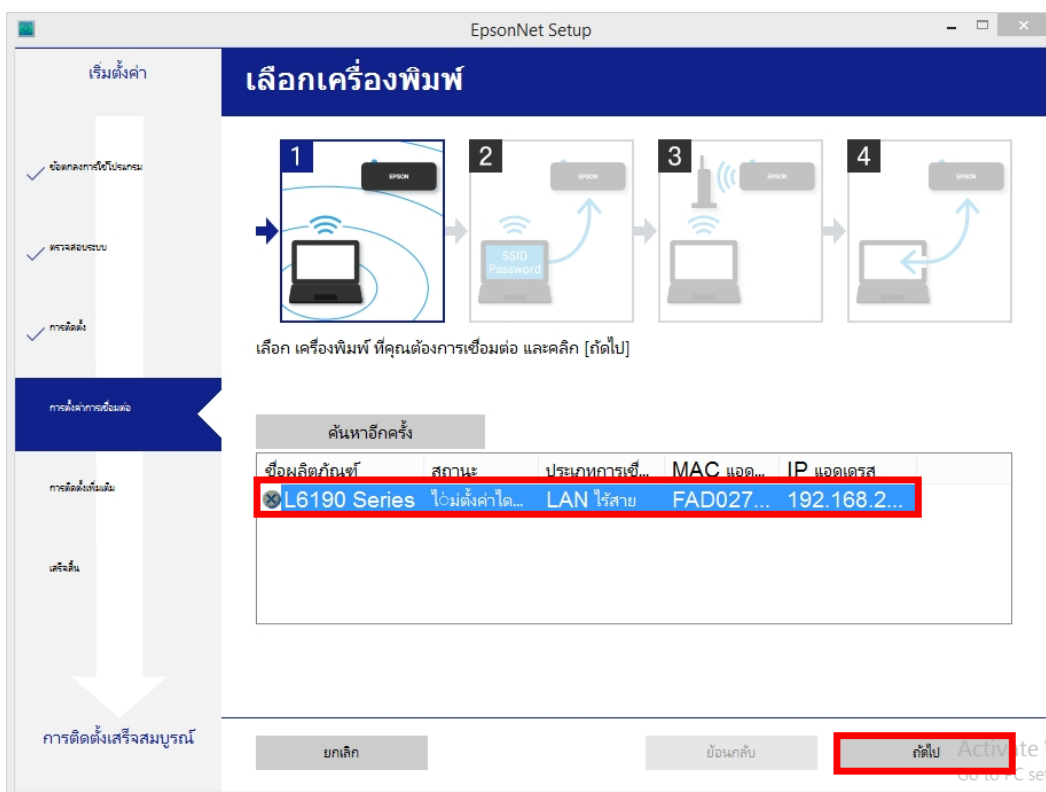 EpsonNet Setup
เริ่มตั้งค่า
เลือกเครื่องพิมพ์
ข้อตกลงการใช้โปรแกรม
ตรวจสอบระบบ
การติดตั้ง
การตั้งค่าการเชื่อมต่อ
การติดตั้งเพิ่มเติม
เสร็จสิ้น
การติดตั้งเสร็จสมบูรณ์
1
EPSON
2
EPSON
SSID
Password
3
EPSON
4
EPSON
เลือก เครื่องพิมพ์ ที่คุณต้องการเชื่อมต่อ และคลิก [ถัดไป]
ค้นหาอีกครั้ง
ชื่อผลิตภัณฑ์ สถานะ ประเภทการเชื่... MAC แอด... IP แอดเดรส
L6190 Series ไม่ตั้งค่าได... LAN ไร้สาย FAD027... 192.168.2...
ยกเลิก ย้อนกลับ ถัดไป